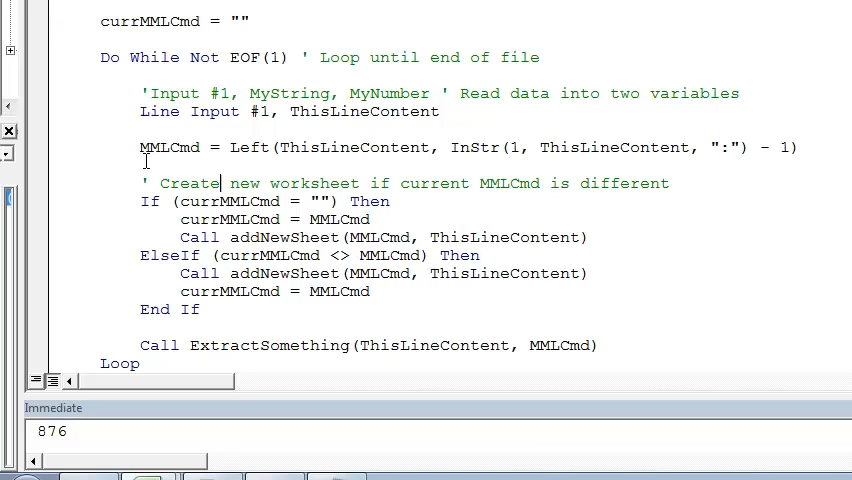 currMMLCmd = ""
Do While Not EOF(1) ' Loop until end of file
'Input #1, MyString, MyNumber ' Read data into two variables
Line Input #1, ThisLineContent
MMLCmd = Left(ThisLineContent, InStr(1, ThisLineContent, ":") - 1)
' Create new worksheet if current MMLCmd is different
If (currMMLCmd = "") Then
currMMLCmd = MMLCmd
Call addNewSheet(MMLCmd, ThisLineContent)
ElseIf (currMMLCmd <> MMLCmd) Then
Call addNewSheet(MMLCmd, ThisLineContent)
currMMLCmd = MMLCmd
End If
Call ExtractSomething(ThisLineContent, MMLCmd)
Loop
Immediate
876